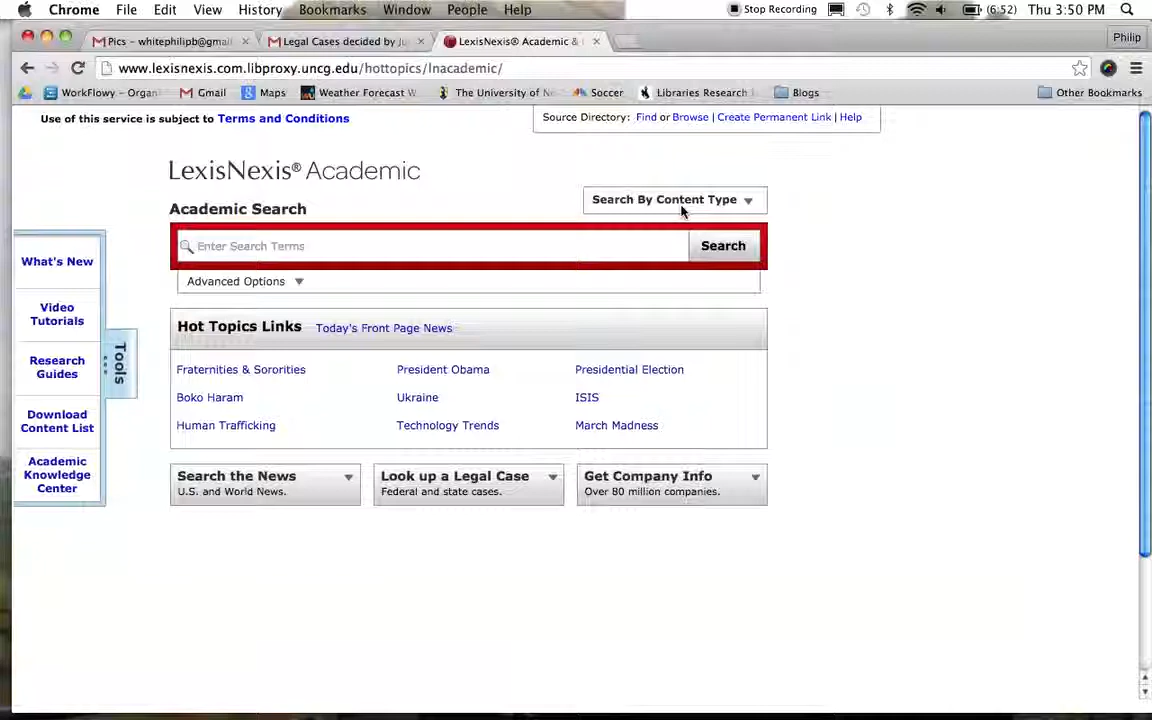 Chrome File Edit View History Bookmarks Window People Help Stop Recording (6:52) Thu 3:50 PM
Pics - whitephilipb@gmail Legal Cases decided by Ju LexisNexis® Academic & Philip
www.lexisnexis.com.libproxy.uncg.edu/hottopics/lnacademic/
WorkFlowy - Organ Gmail Maps Weather Forecast W The University of N Soccer Libraries Research Blogs Other Bookmarks
Use of this service is subject to Terms and Conditions
Source Directory: Find or Browse | Create Permanent Link | Help
LexisNexis® Academic
Search By Content Type
Academic Search
Enter Search Terms Search
Advanced Options
What's New
Video
Tutorials
Research
Guides
Download
Content List
Academic
Knowledge
Center
Tools
Hot Topics Links Today's Front Page News
Fraternities & Sororities President Obama Presidential Election
Boko Haram Ukraine ISIS
Human Trafficking Technology Trends March Madness
Search the News Look up a Legal Case Get Company Info
U.S. and World News. Federal and state cases. Over 80 million companies.